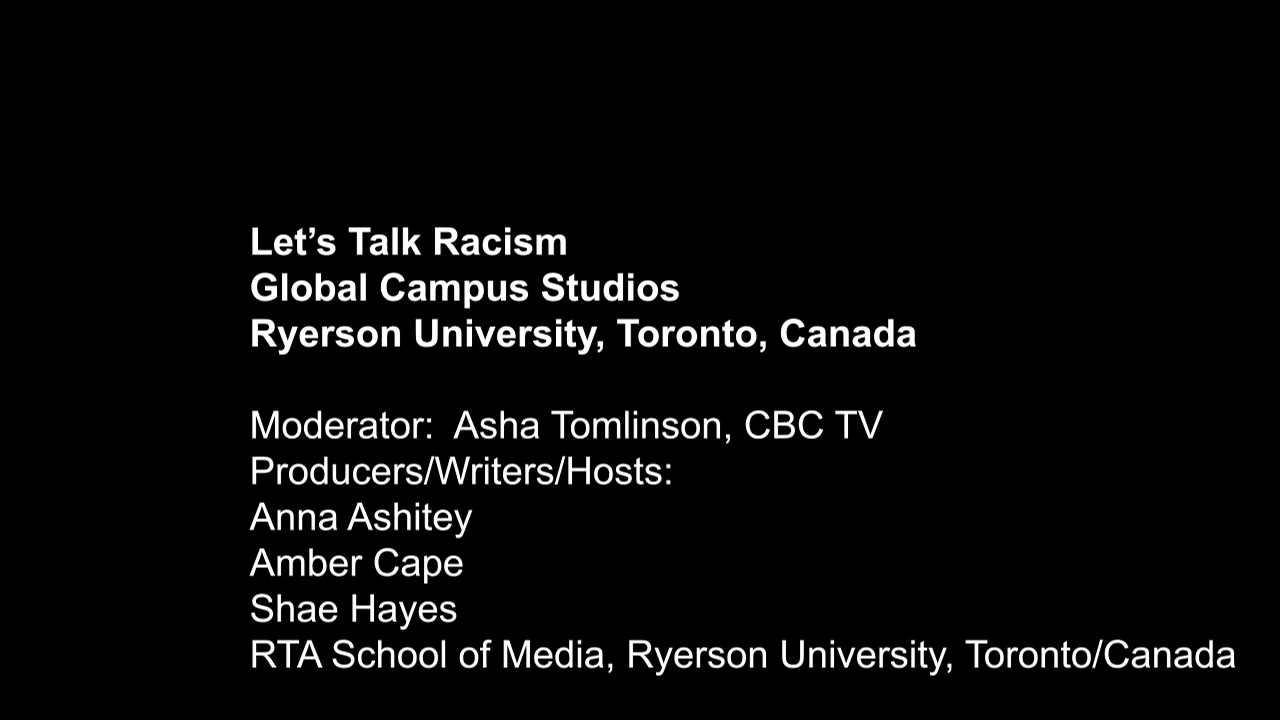 Let’s Talk Racism
Global Campus Studios
Ryerson University, Toronto, Canada
Moderator:  Asha Tomlinson, CBC TV
Producers/Writers/Hosts:
Anna Ashitey
Amber Cape
Shae Hayes
RTA School of Media, Ryerson University, Toronto/Canada